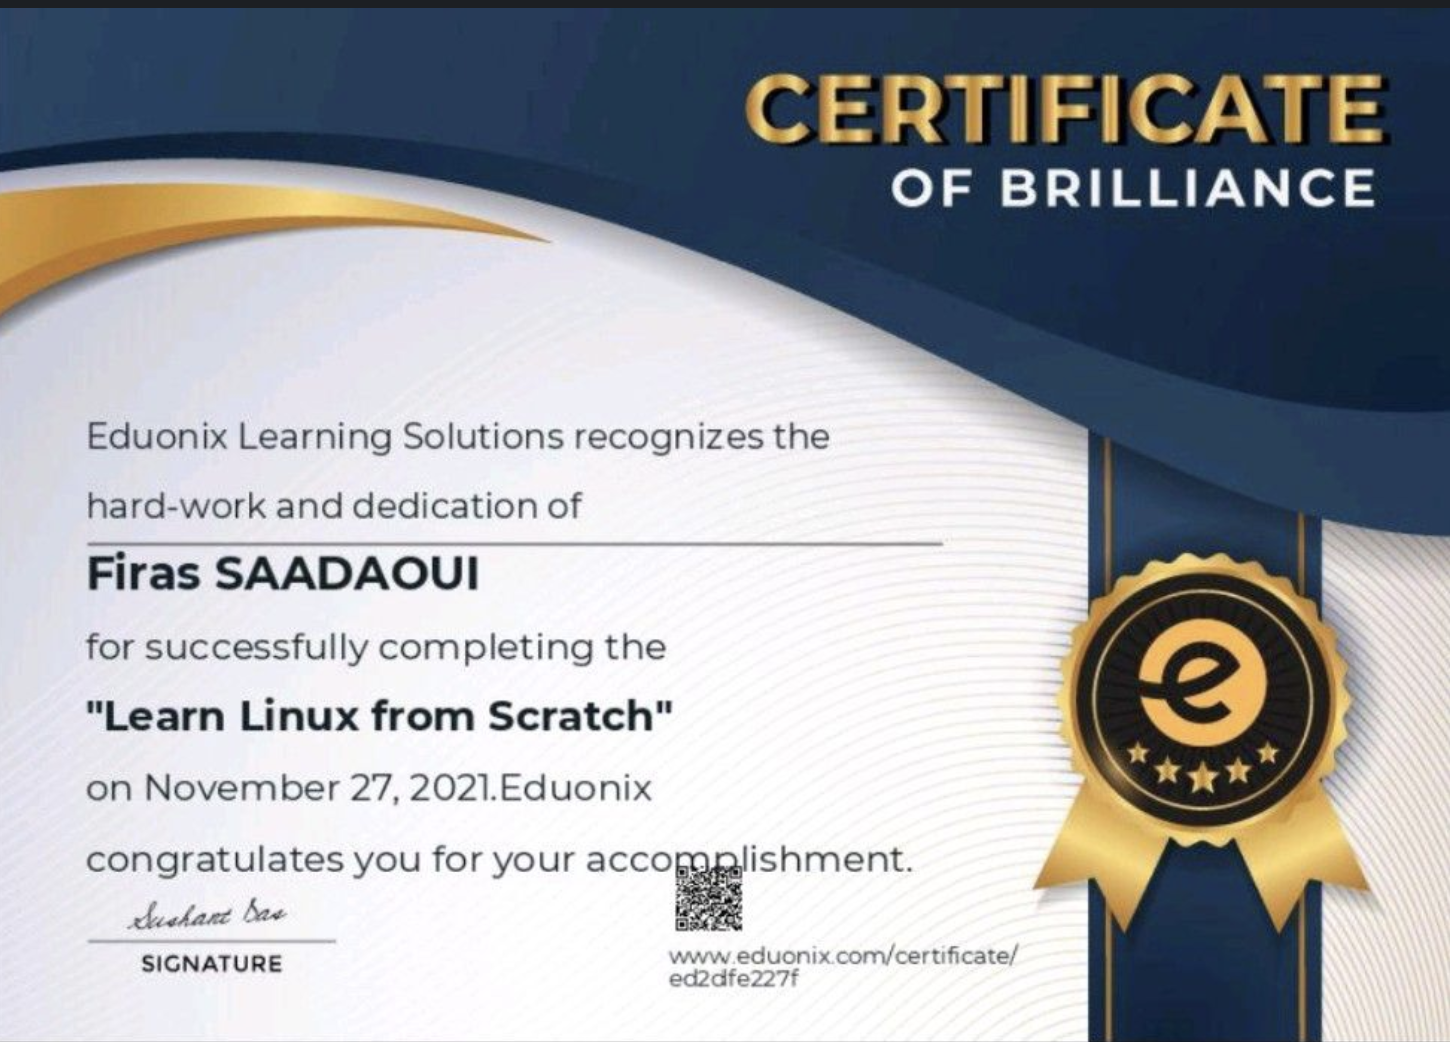 CERTIFICATE
OF BRILLIANCE
Eduonix Learning Solutions recognizes the
hard-work and dedication of
Firas SAADAOUI
for successfully completing the
"Learn Linux from Scratch"
on November 27, 2021.Eduonix
congratulates you for your accomplishment.
Sushant Das
SIGNATURE
www.eduonix.com/certificate/
ed2dfe227f
e